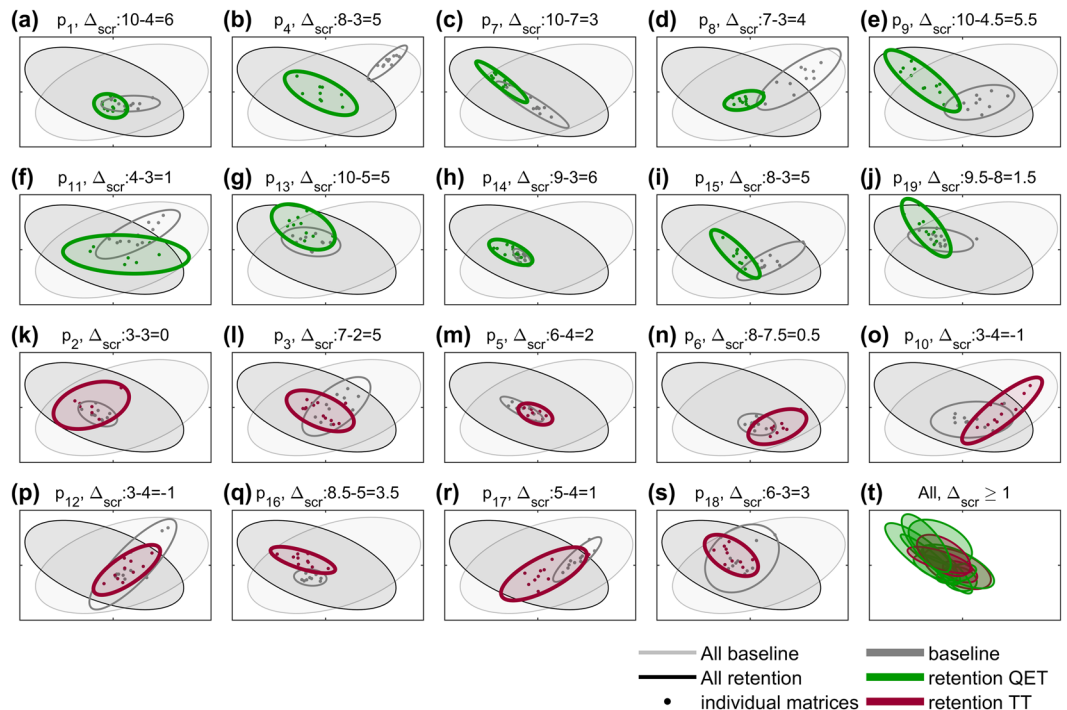 (a) p₁, Δscr:10-4=6
(b) p₄, Δscr:8-3=5
(c) p₇, Δscr:10-7=3
(d) p₈, Δscr:7-3=4
(e) p₉, Δscr:10-4.5=5.5
(f) p₁₁, Δscr:4-3=1
(g) p₁₃, Δscr:10-5=5
(h) p₁₄, Δscr:9-3=6
(i) p₁₅, Δscr:8-3=5
(j) p₁₉, Δscr:9.5-8=1.5
(k) p₂, Δscr:3-3=0
(l) p₃, Δscr:7-2=5
(m) p₅, Δscr:6-4=2
(n) p₆, Δscr:8-7.5=0.5
(o) p₁₀, Δscr:3-4=-1
(p) p₁₂, Δscr:3-4=-1
(q) p₁₆, Δscr:8.5-5=3.5
(r) p₁₇, Δscr:5-4=1
(s) p₁₈, Δscr:6-3=3
(t) All, Δscr ≥ 1
All baseline
All retention
individual matrices
baseline
retention QET
retention TT